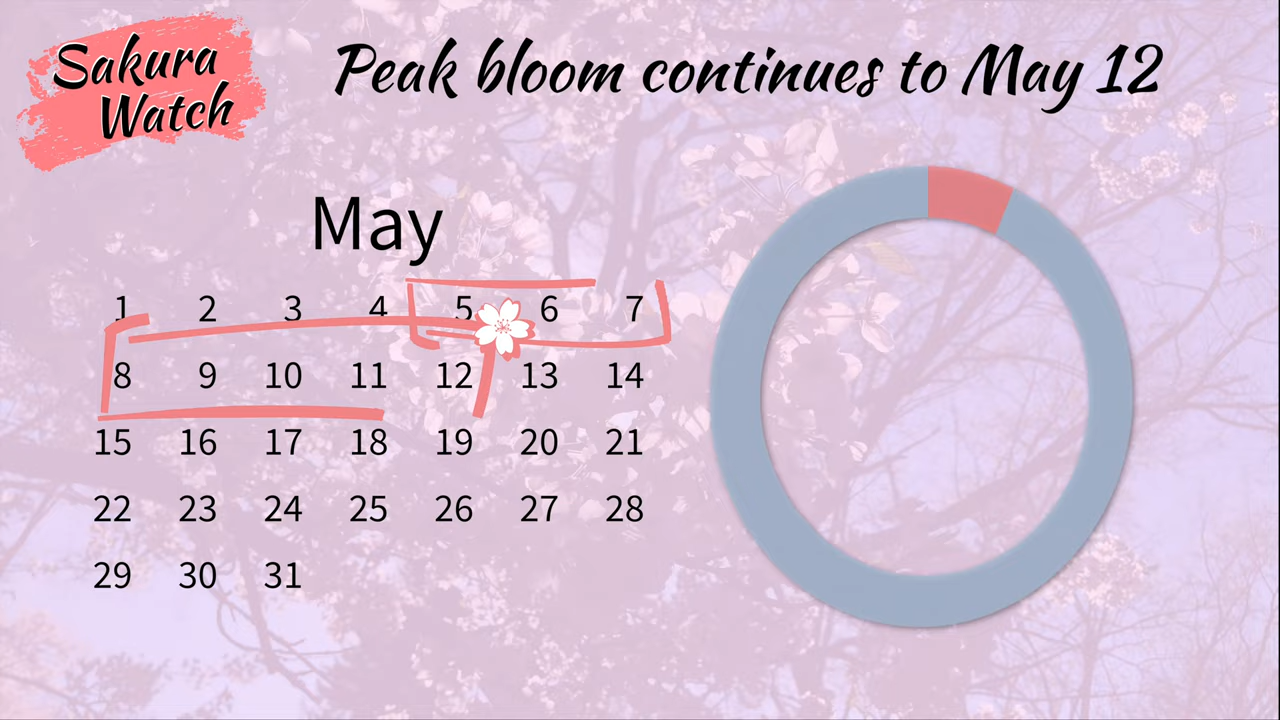 Sakura
Watch
Peak bloom continues to May 12
May
1 2 3 4 5 6 7
8 9 10 11 12 13 14
15 16 17 18 19 20 21
22 23 24 25 26 27 28
29 30 31